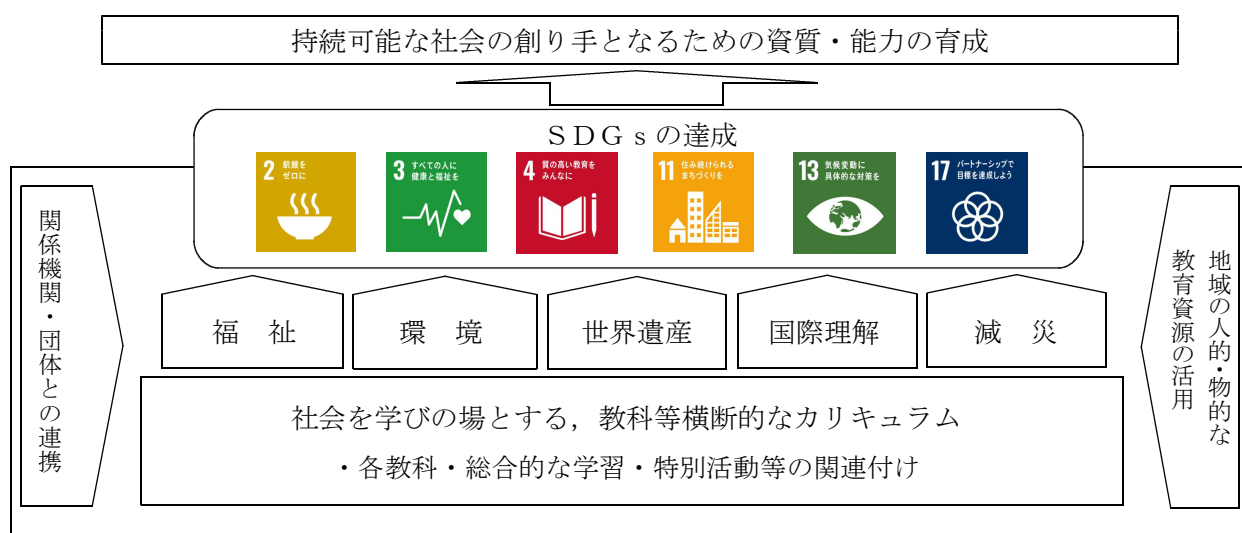 持続可能な社会の創り手となるための資質・能力の育成
ＳＤＧｓの達成
2 飢餓を
ゼロに
3 すべての人に
健康と福祉を
4 質の高い教育を
みんなに
11 住み続けられる
まちづくりを
13 気候変動に
具体的な対策を
17 パートナーシップで
目標を達成しよう
関係機関・団体との連携
福　祉
環　境
世界遺産
国際理解
減　災
地域の人的・物的な
教育資源の活用
社会を学びの場とする，教科等横断的なカリキュラム
・各教科・総合的な学習・特別活動等の関連付け